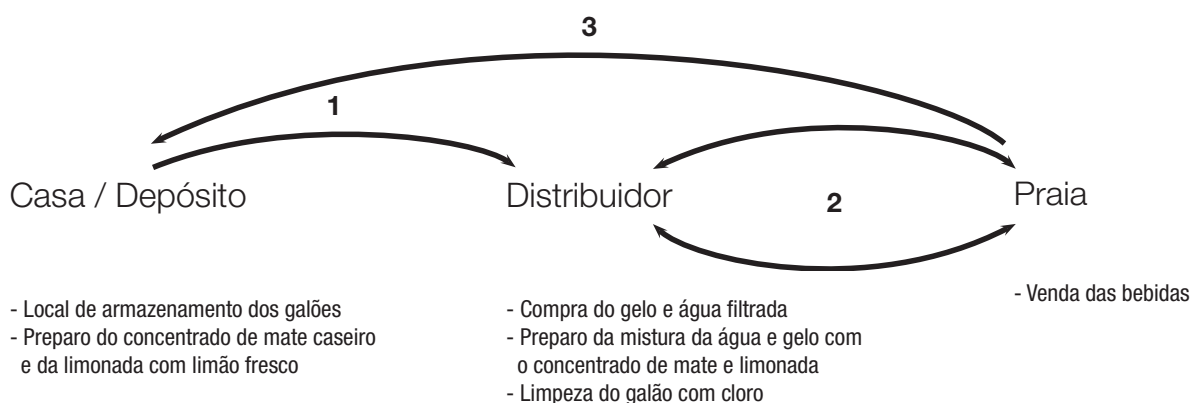 3
1
Casa / Depósito
Distribuidor
2
Praia
- Local de armazenamento dos galões
- Preparo do concentrado de mate caseiro
e da limonada com limão fresco
- Compra do gelo e água filtrada
- Preparo da mistura da água e gelo com
o concentrado de mate e limonada
- Limpeza do galão com cloro
- Venda das bebidas